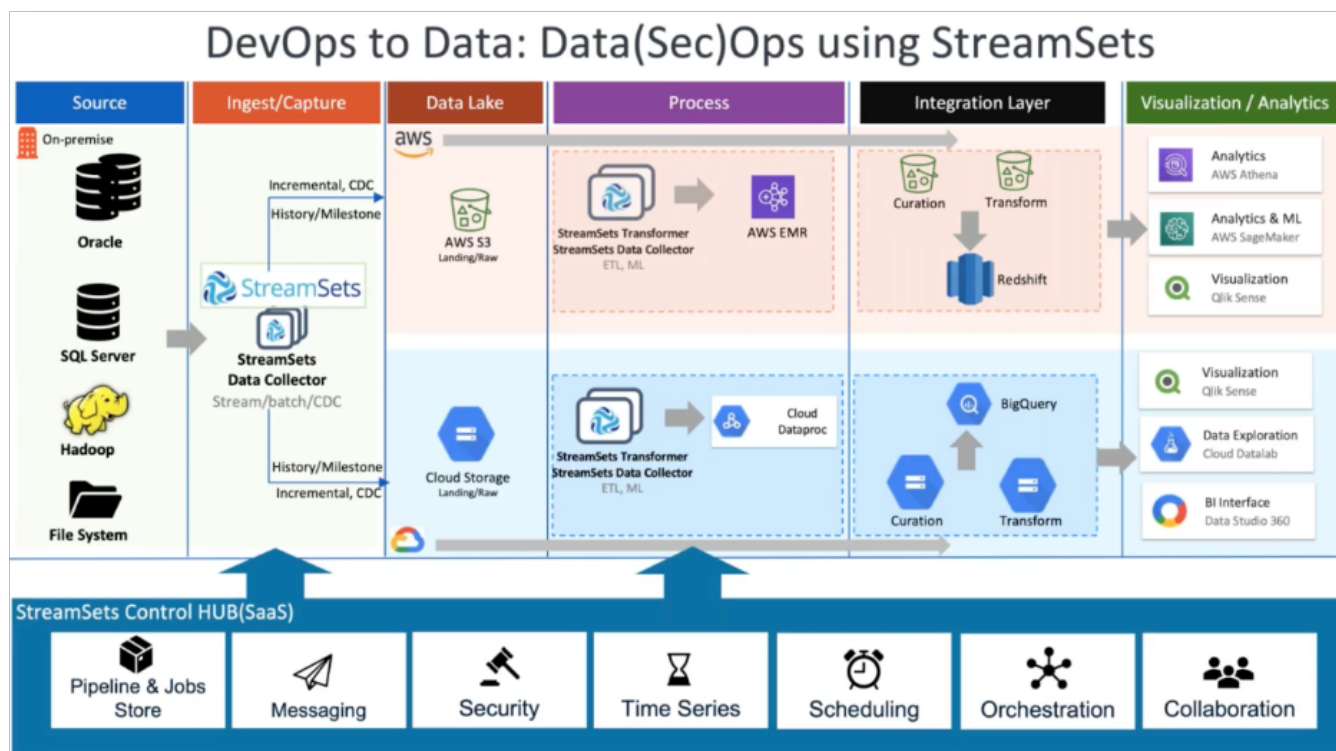 DevOps to Data: Data(Sec)Ops using StreamSets
Source
Ingest/Capture
Data Lake
Process
Integration Layer
Visualization / Analytics
On-premise
Oracle
SQL Server
Hadoop
File System
Incremental, CDC
History/Milestone
StreamSets
StreamSets
Data Collector
Stream/batch/CDC
History/Milestone
Incremental, CDC
aws
AWS S3
Landing/Raw
StreamSets Transformer
StreamSets Data Collector
ETL, ML
AWS EMR
Curation
Transform
Redshift
Analytics
AWS Athena
Analytics & ML
AWS SageMaker
Visualization
Qlik Sense
Cloud Storage
Landing/Raw
StreamSets Transformer
StreamSets Data Collector
ETL, ML
Cloud
Dataproc
BigQuery
Curation
Transform
Visualization
Qlik Sense
Data Exploration
Cloud Datalab
BI Interface
Data Studio 360
StreamSets Control HUB(SaaS)
Pipeline & Jobs
Store
Messaging
Security
Time Series
Scheduling
Orchestration
Collaboration